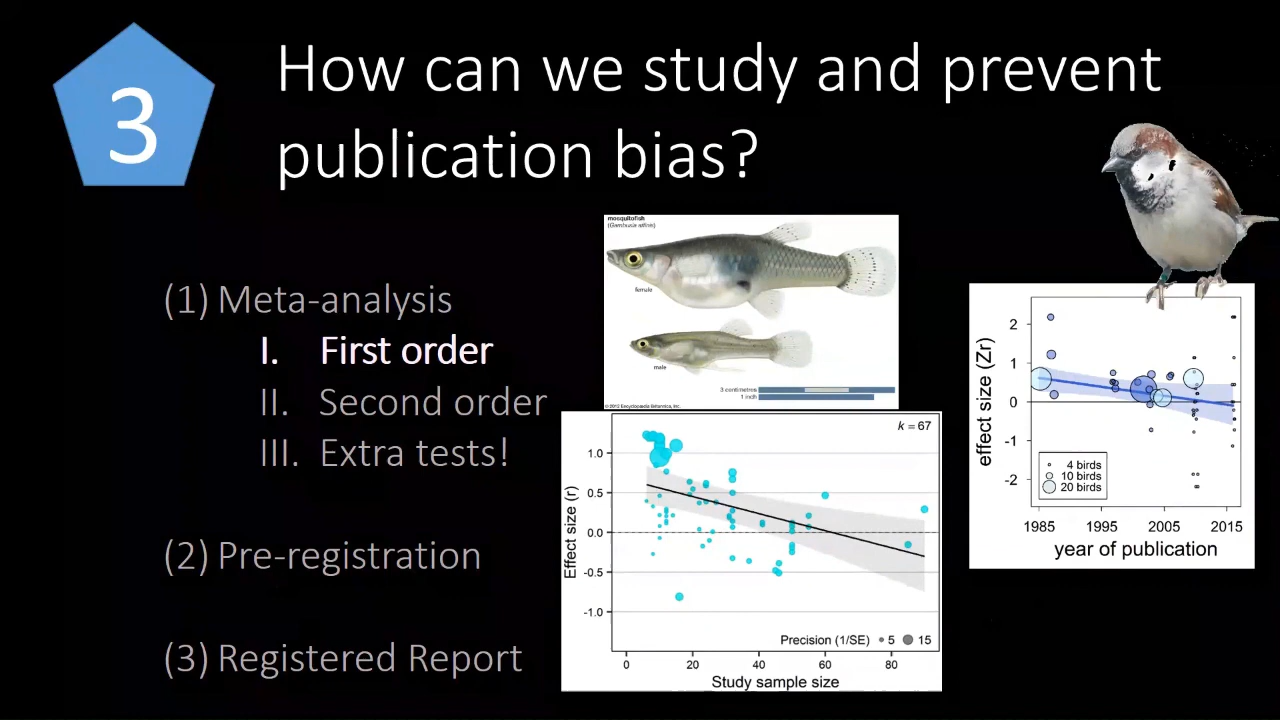 3
How can we study and prevent
publication bias?
(1) Meta-analysis
I. First order
II. Second order
III. Extra tests!
(2) Pre-registration
(3) Registered Report
mosquitofish
(Gambusia affinis)
female
male
3 centimetres
1 inch
© 2012 Encyclopædia Britannica, Inc.
k = 67
Effect size (r)
1.0
0.5
0.0
-0.5
-1.0
Precision (1/SE) 5 15
0 20 40 60 80
Study sample size
effect size (Zr)
2
1
0
-1
-2
4 birds
10 birds
20 birds
1985 1995 2005 2015
year of publication